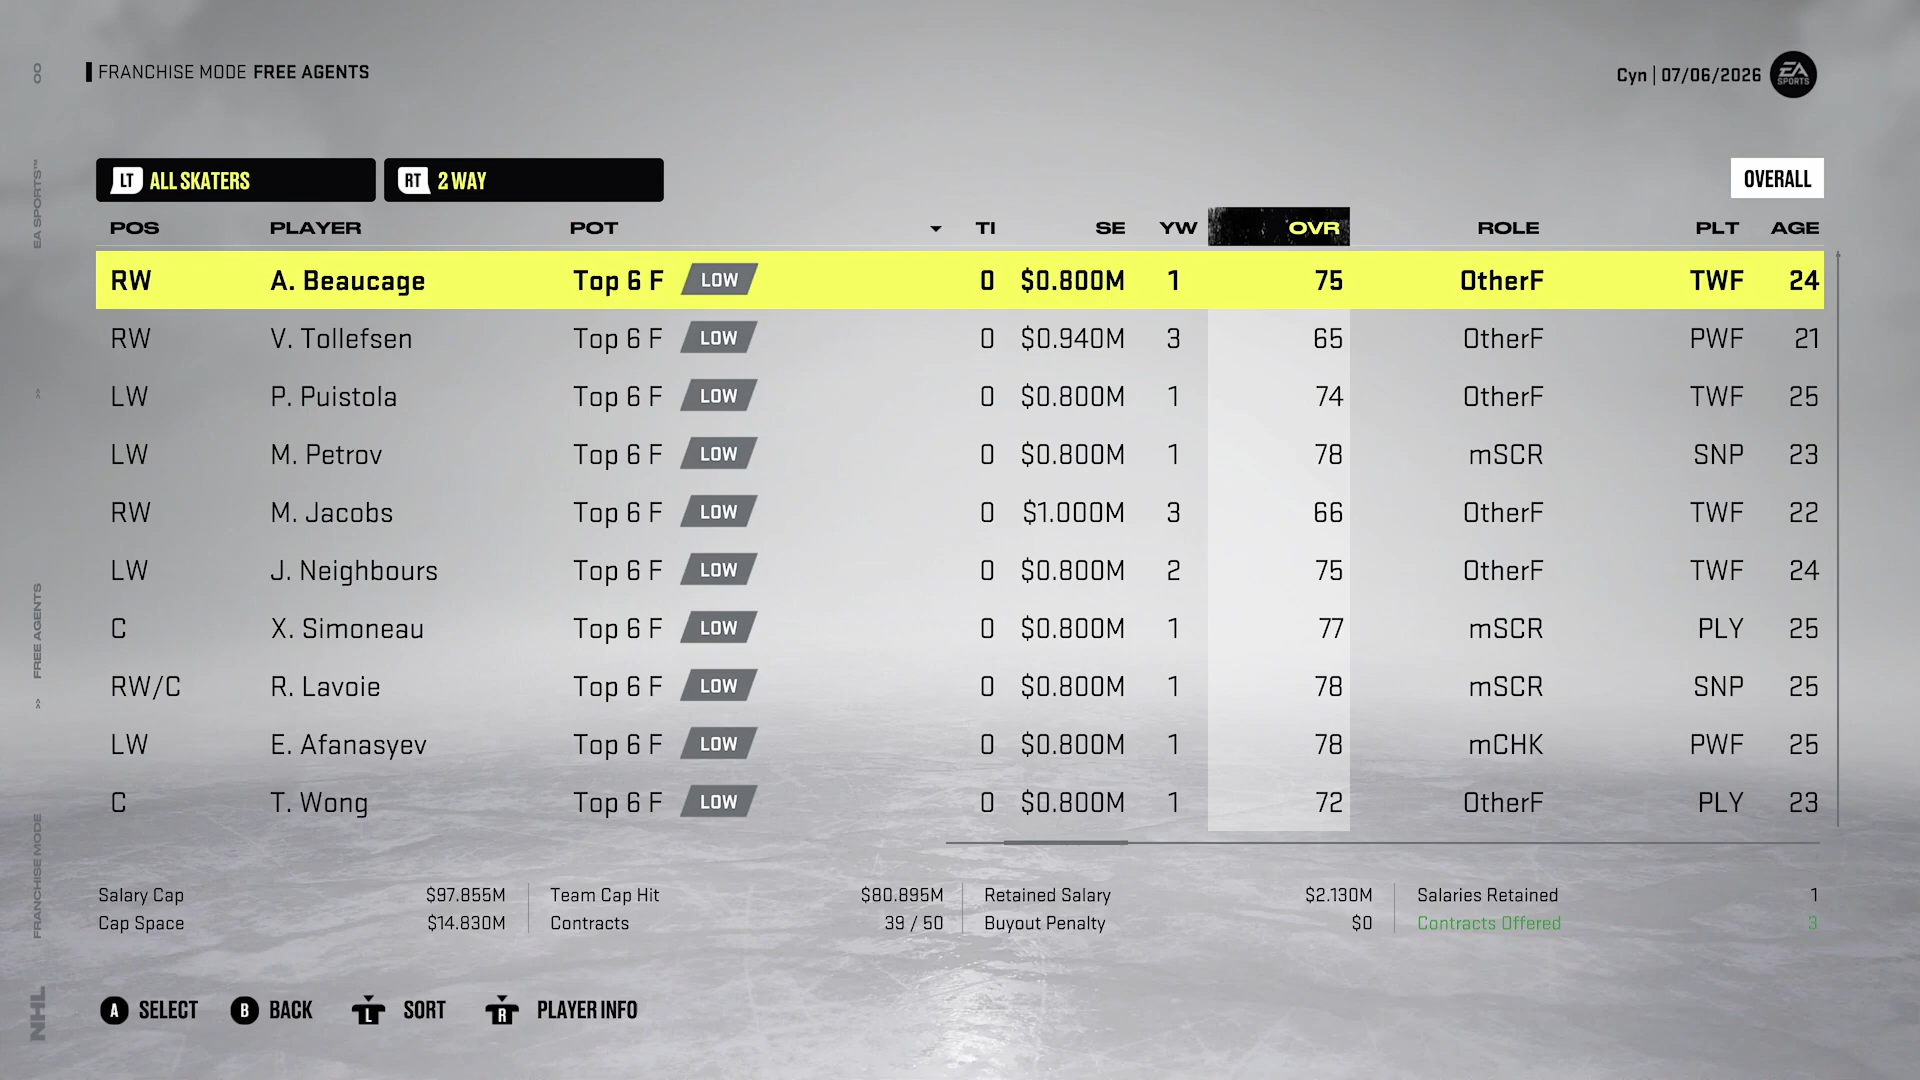 FRANCHISE MODE FREE AGENTS
Cyn | 07/06/2026
EA SPORTS
LT ALL SKATERS
RT 2 WAY
OVERALL
POS PLAYER POT TI SE YW OVR ROLE PLT AGE
RW A. Beaucage Top 6 F LOW 0 $0.800M 1 75 OtherF TWF 24
RW V. Tollefsen Top 6 F LOW 0 $0.940M 3 65 OtherF PWF 21
LW P. Puistola Top 6 F LOW 0 $0.800M 1 74 OtherF TWF 25
LW M. Petrov Top 6 F LOW 0 $0.800M 1 78 mSCR SNP 23
RW M. Jacobs Top 6 F LOW 0 $1.000M 3 66 OtherF TWF 22
LW J. Neighbours Top 6 F LOW 0 $0.800M 2 75 OtherF TWF 24
C X. Simoneau Top 6 F LOW 0 $0.800M 1 77 mSCR PLY 25
RW/C R. Lavoie Top 6 F LOW 0 $0.800M 1 78 mSCR SNP 25
LW E. Afanasyev Top 6 F LOW 0 $0.800M 1 78 mCHK PWF 25
C T. Wong Top 6 F LOW 0 $0.800M 1 72 OtherF PLY 23
Salary Cap $97.855M Team Cap Hit $80.895M Retained Salary $2.130M Salaries Retained 1
Cap Space $14.830M Contracts 39 / 50 Buyout Penalty $0 Contracts Offered 3
A SELECT B BACK L SORT R PLAYER INFO
NHL FRANCHISE MODE >> FREE AGENTS >> EA SPORTS™